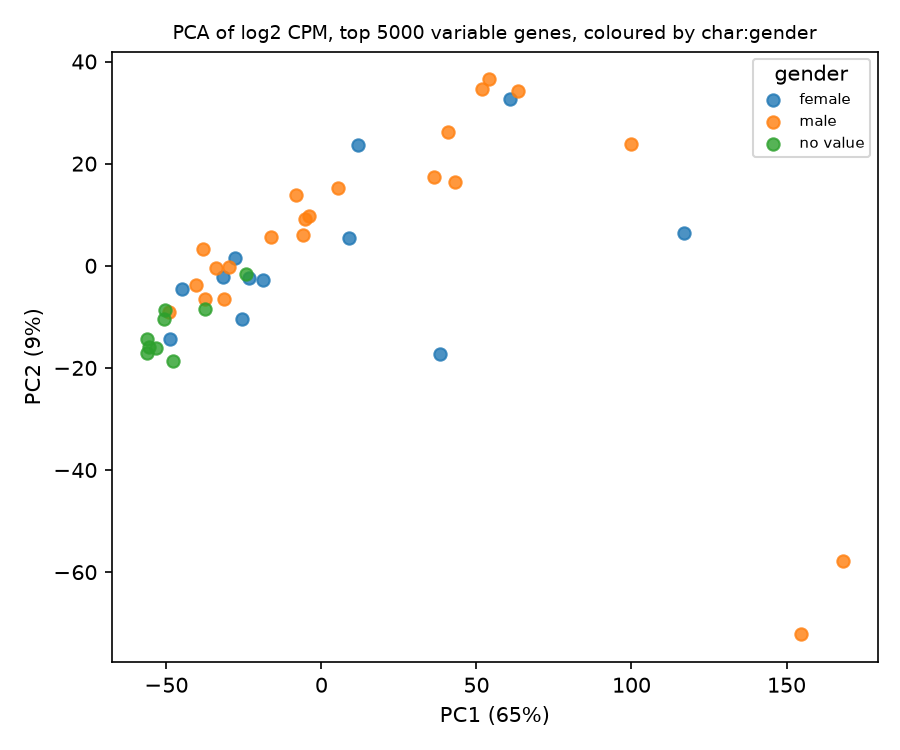 PCA of log2 CPM, top 5000 variable genes, coloured by char:gender
gender
female
male
no value
40
20
0
−20
−40
−60
PC2 (9%)
−50
0
50
100
150
PC1 (65%)